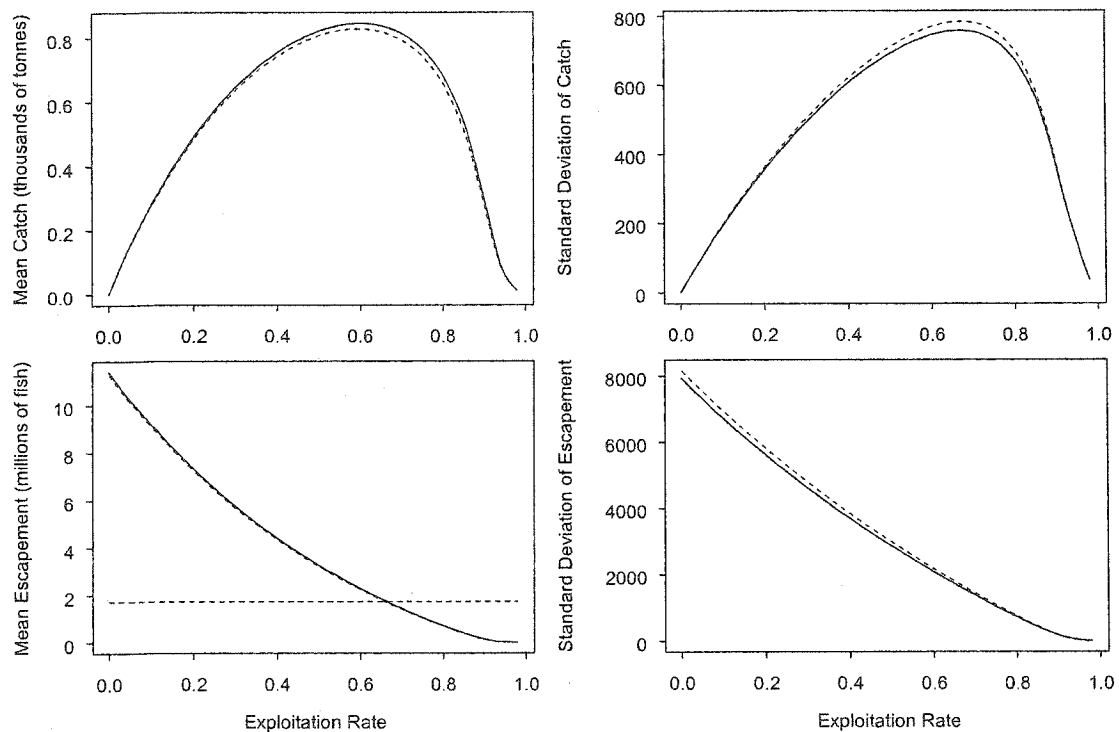 Mean Catch (thousands of tonnes)
0.8
0.6
0.4
0.2
0.0
0.0 0.2 0.4 0.6 0.8 1.0
Standard Deviation of Catch
800
600
400
200
0
0.0 0.2 0.4 0.6 0.8 1.0
Mean Escapement (millions of fish)
10
8
6
4
2
0
0.0 0.2 0.4 0.6 0.8 1.0
Exploitation Rate
Standard Deviation of Escapement
8000
6000
4000
2000
0
0.0 0.2 0.4 0.6 0.8 1.0
Exploitation Rate